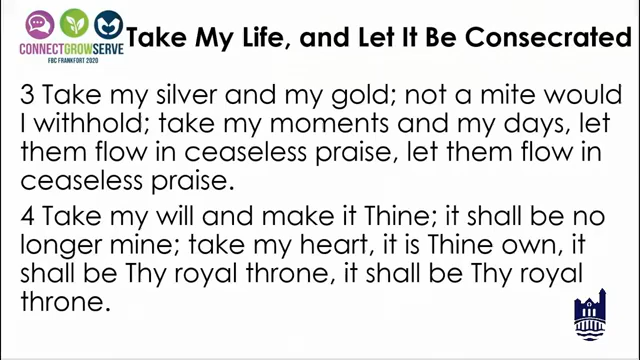 Take My Life, and Let It Be Consecrated
CONNECTGROWSERVE
FBC FRANKFORT 2020
3 Take my silver and my gold; not a mite would
I withhold; take my moments and my days, let
them flow in ceaseless praise, let them flow in
ceaseless praise.
4 Take my will and make it Thine; it shall be no
longer mine; take my heart, it is Thine own, it
shall be Thy royal throne, it shall be Thy royal
throne.